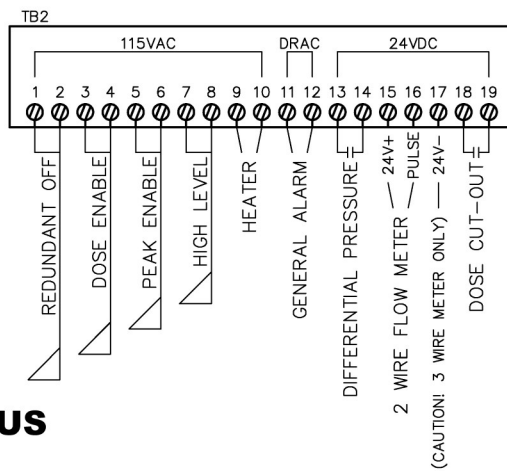 TB2
115VAC
DRAC
24VDC
1 2 3 4 5 6 7 8 9 10 11 12 13 14 15 16 17 18 19
REDUNDANT OFF
DOSE ENABLE
PEAK ENABLE
HIGH LEVEL
HEATER
GENERAL ALARM
DIFFERENTIAL PRESSURE
24V+
PULSE
2 WIRE FLOW METER
24V-
(CAUTION! 3 WIRE METER ONLY)
DOSE CUT-OUT
US